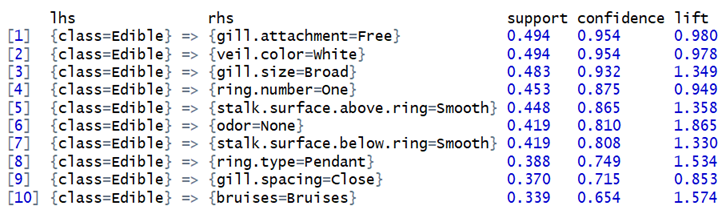 lhs rhs support confidence lift
[1] {class=Edible} => {gill.attachment=Free} 0.494 0.954 0.980
[2] {class=Edible} => {veil.color=White} 0.494 0.954 0.978
[3] {class=Edible} => {gill.size=Broad} 0.483 0.932 1.349
[4] {class=Edible} => {ring.number=One} 0.453 0.875 0.949
[5] {class=Edible} => {stalk.surface.above.ring=Smooth} 0.448 0.865 1.358
[6] {class=Edible} => {odor=None} 0.419 0.810 1.865
[7] {class=Edible} => {stalk.surface.below.ring=Smooth} 0.419 0.808 1.330
[8] {class=Edible} => {ring.type=Pendant} 0.388 0.749 1.534
[9] {class=Edible} => {gill.spacing=Close} 0.370 0.715 0.853
[10] {class=Edible} => {bruises=Bruises} 0.339 0.654 1.574